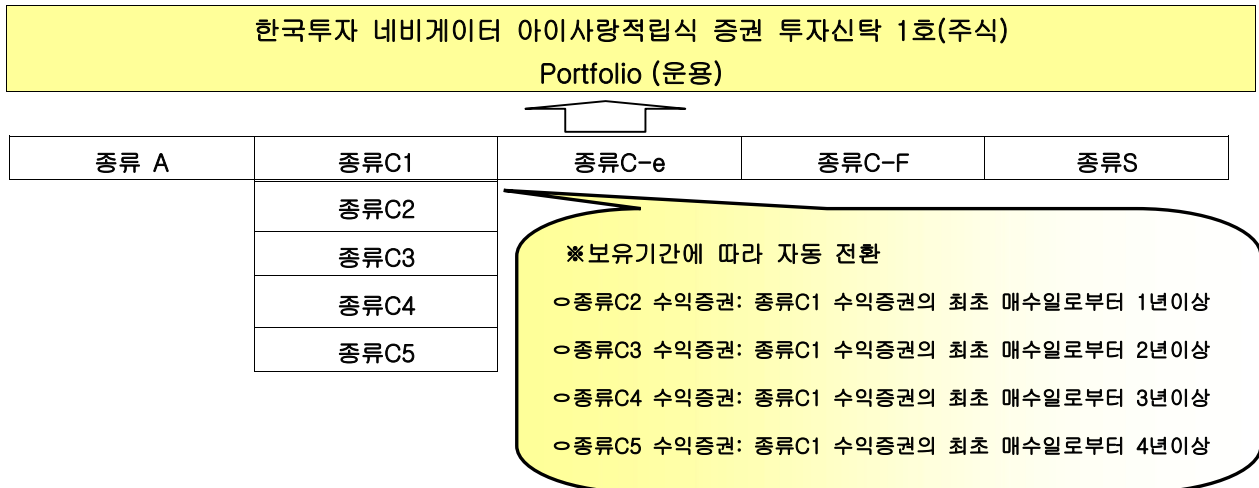 한국투자 네비게이터 아이사랑적립식 증권 투자신탁 1호(주식)
Portfolio (운용)
종류 A 종류C1 종류C-e 종류C-F 종류S
종류C2
종류C3
종류C4
종류C5
※보유기간에 따라 자동 전환
ㅇ종류C2 수익증권: 종류C1 수익증권의 최초 매수일로부터 1년이상
ㅇ종류C3 수익증권: 종류C1 수익증권의 최초 매수일로부터 2년이상
ㅇ종류C4 수익증권: 종류C1 수익증권의 최초 매수일로부터 3년이상
ㅇ종류C5 수익증권: 종류C1 수익증권의 최초 매수일로부터 4년이상